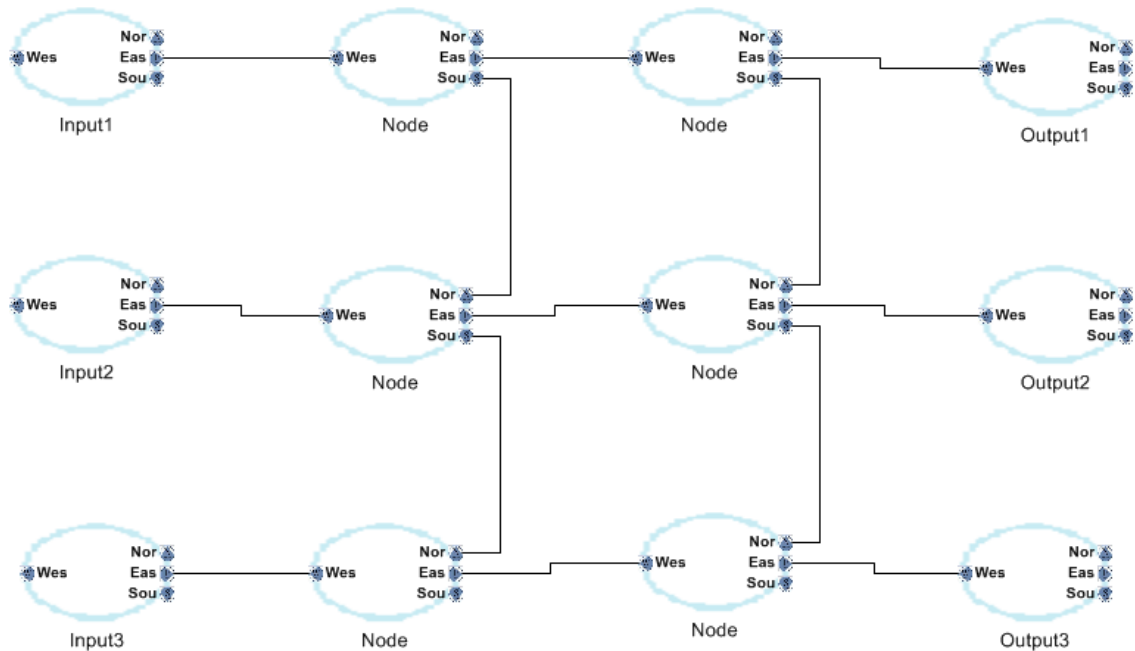 Nor Nor Nor Nor
Wes Eas Wes Eas Wes Eas Wes Eas
Sou Sou Sou Sou
Input1 Node Node Output1
Nor Nor Nor Nor
Wes Eas Wes Eas Wes Eas Wes Eas
Sou Sou Sou Sou
Input2 Node Node Output2
Nor Nor Nor Nor
Wes Eas Wes Eas Wes Eas Wes Eas
Sou Sou Sou Sou
Input3 Node Node Output3